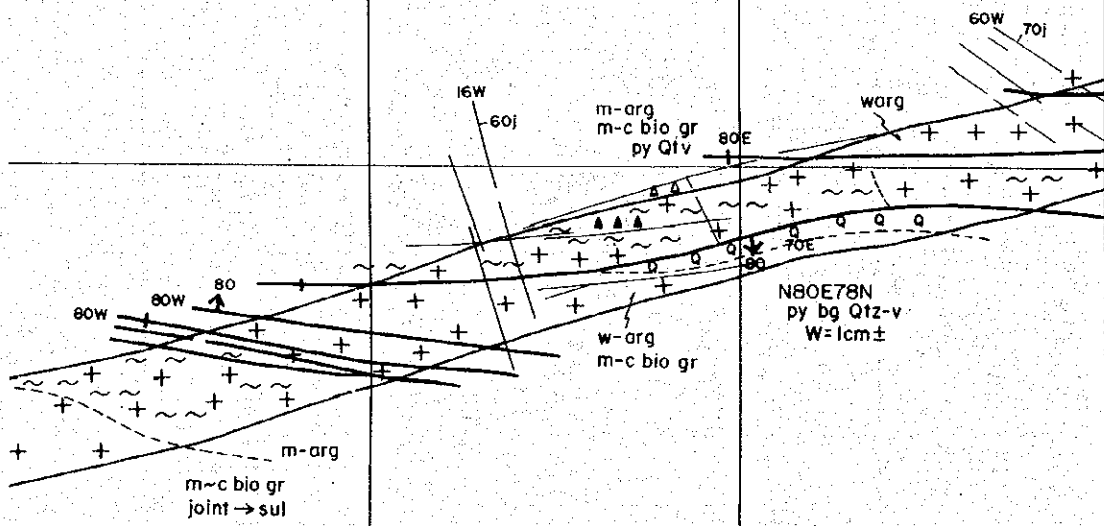 60W
70j
16W
60j
m-arg
m-c bio gr
py Qtv
80E
warg
80
80W
80W
Q Q Q Q
Q
Q
Q
Q Q
70E
80
N80E78N
py bg Qtz-v
W=1cm±
w-arg
m-c bio gr
m-arg
m~c bio gr
joint → sul